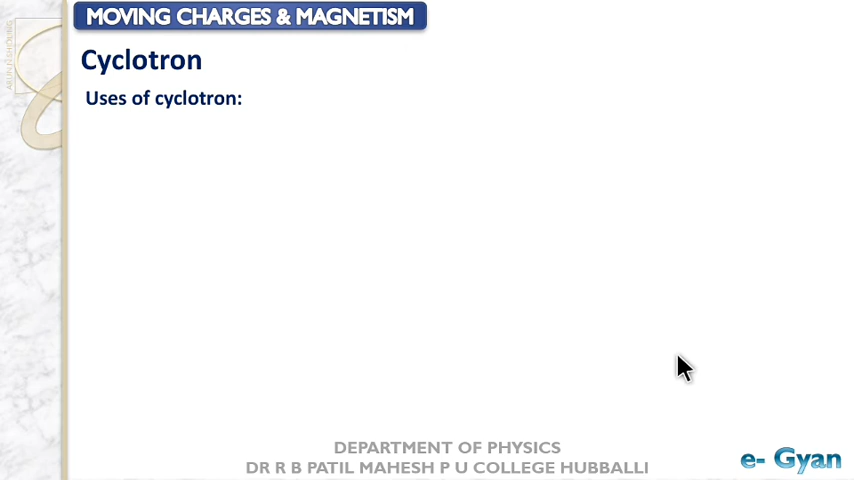 MOVING CHARGES & MAGNETISM
Cyclotron
Uses of cyclotron:
DEPARTMENT OF PHYSICS
DR R B PATIL MAHESH P U COLLEGE HUBBALLI
e- Gyan